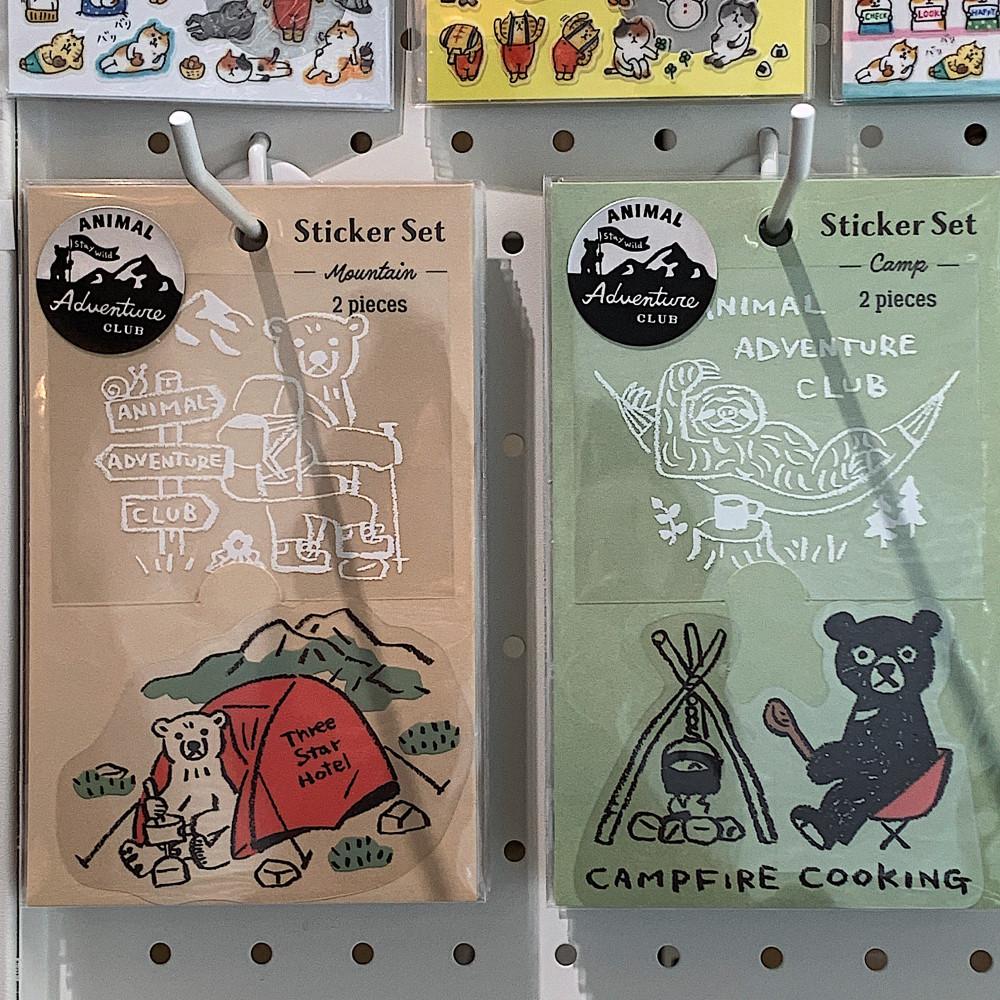 バリ
バリ
CHECK
LOOK
HAPPY
ANIMAL
Stay Wild
Adventure
CLUB
Sticker Set
Mountain
2 pieces
ANIMAL
ADVENTURE
CLUB
Three
Star
Hotel
ANIMAL
Stay Wild
Adventure
CLUB
Sticker Set
Camp
2 pieces
ANIMAL
ADVENTURE
CLUB
CAMPFIRE COOKING